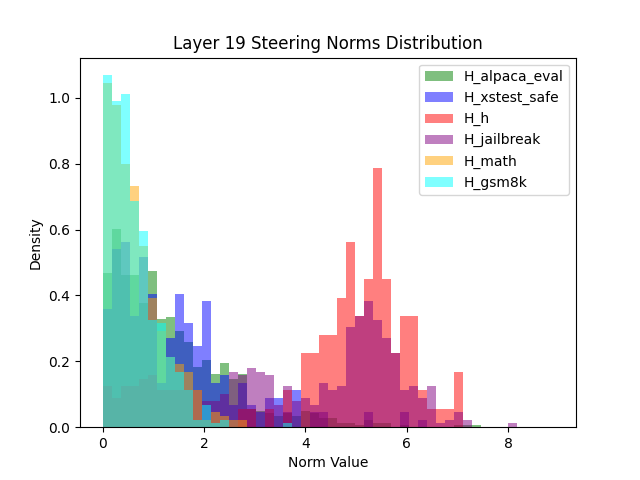 Layer 19 Steering Norms Distribution
H_alpaca_eval
H_xstest_safe
H_h
H_jailbreak
H_math
H_gsm8k
Density
1.0
0.8
0.6
0.4
0.2
0.0
0 2 4 6 8
Norm Value